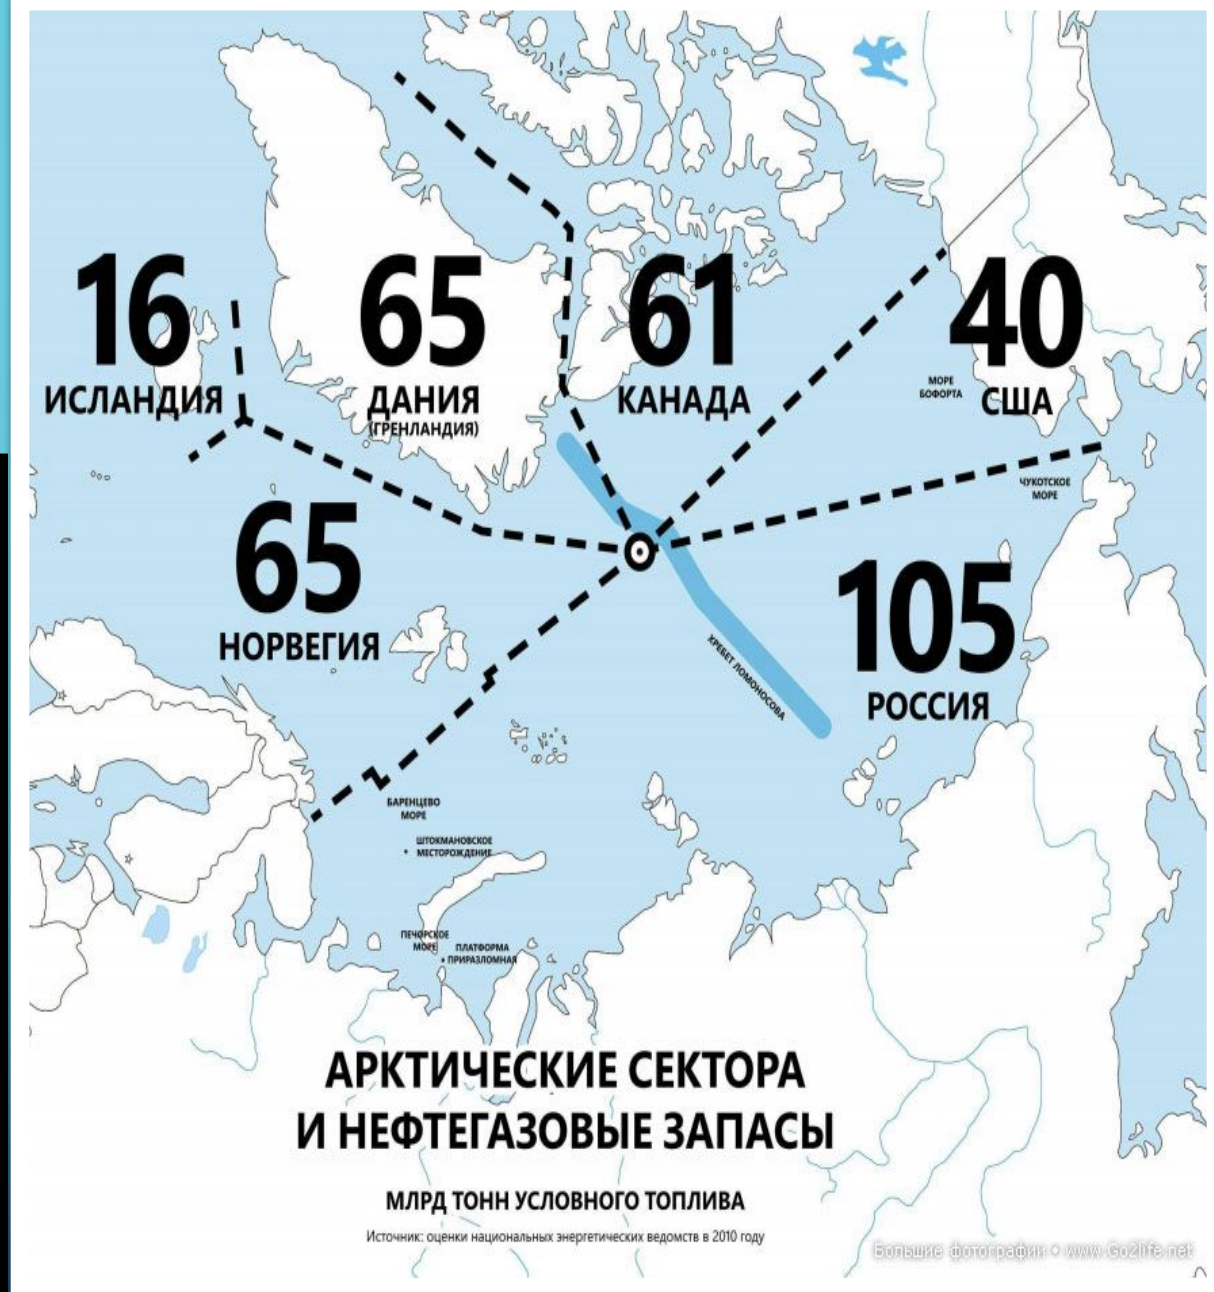 16
ИСЛАНДИЯ
65
ДАНИЯ
(ГРЕНЛАНДИЯ)
61
КАНАДА
40
США
МОРЕ
БОФОРТА
ЧУКОТСКОЕ
МОРЕ
65
НОРВЕГИЯ
105
РОССИЯ
ХРЕБЕТ ЛОМОНОСОВА
БАРЕНЦЕВО
МОРЕ
ШТОКМАНОВСКОЕ
МЕСТОРОЖДЕНИЕ
ПЕЧОРСКОЕ
МОРЕ
ПЛАТФОРМА
ПРИРАЗЛОМНАЯ
АРКТИЧЕСКИЕ СЕКТОРА
И НЕФТЕГАЗОВЫЕ ЗАПАСЫ
МЛРД ТОНН УСЛОВНОГО ТОПЛИВА
Источник: оценки национальных энергетических ведомств в 2010 году
Большие фотографии • www.Go2life.net